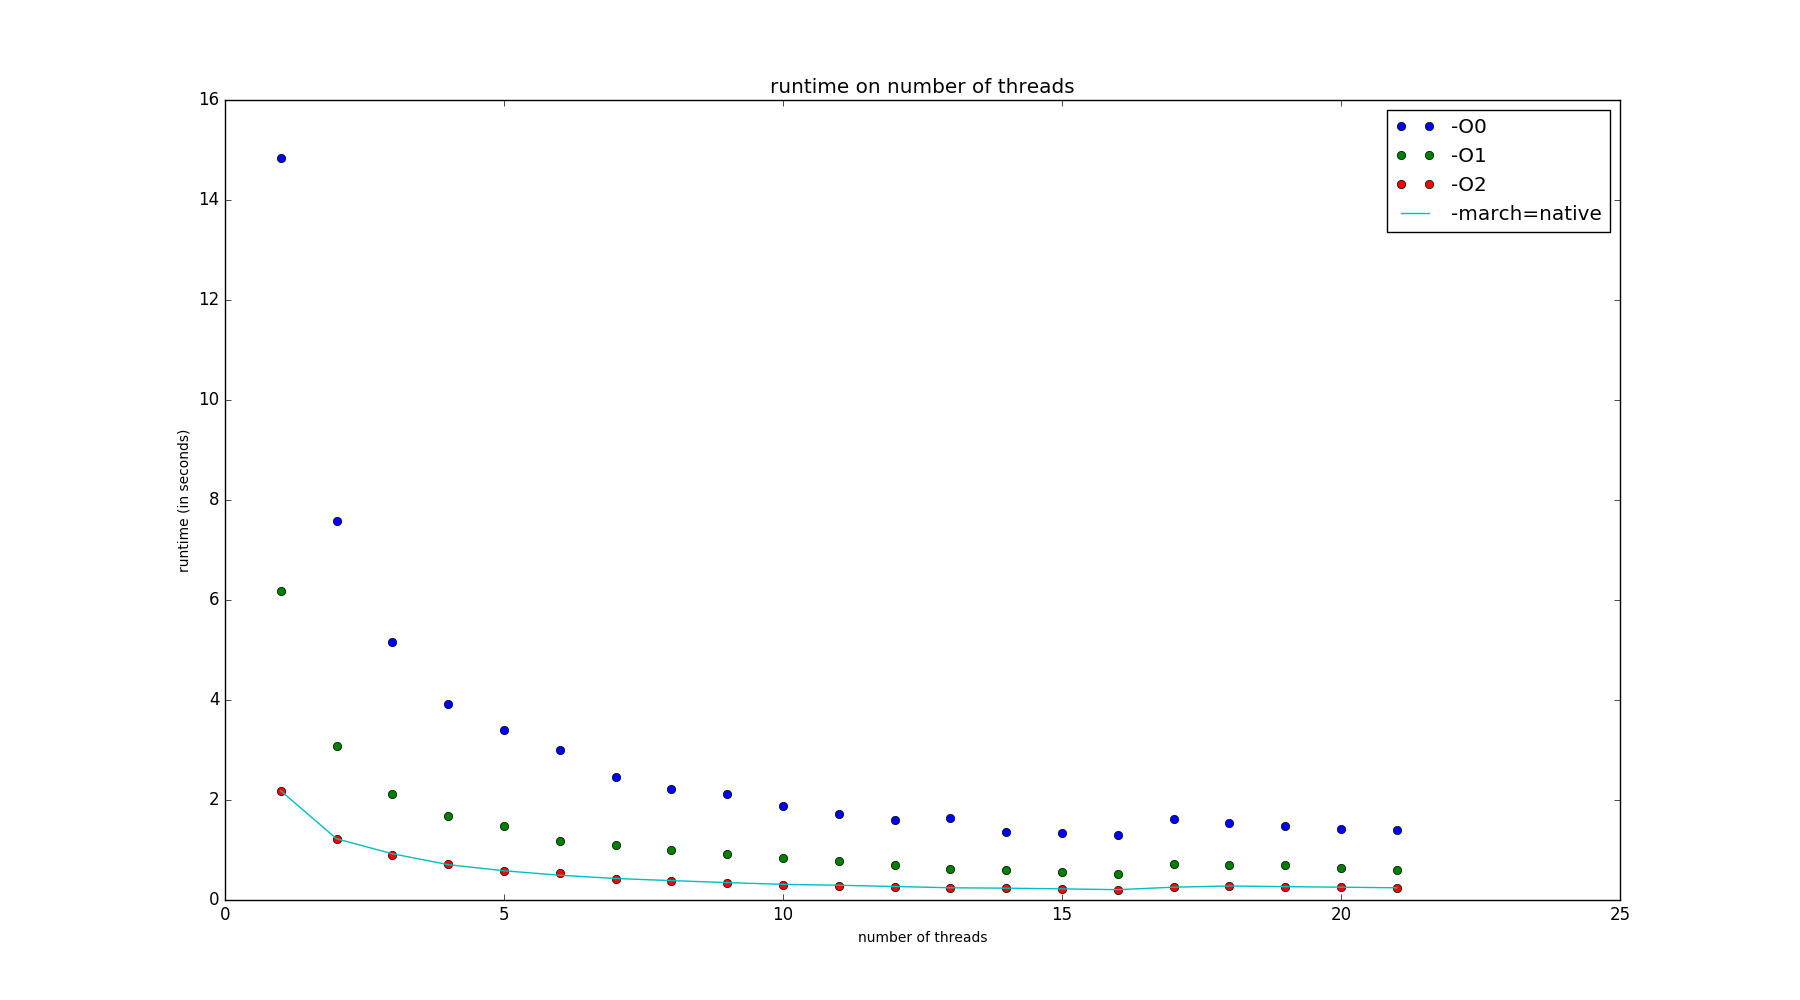 runtime on number of threads
16
14
12
10
8
6
4
2
0
runtime (in seconds)
-O0
-O1
-O2
-march=native
0 5 10 15 20 25
number of threads